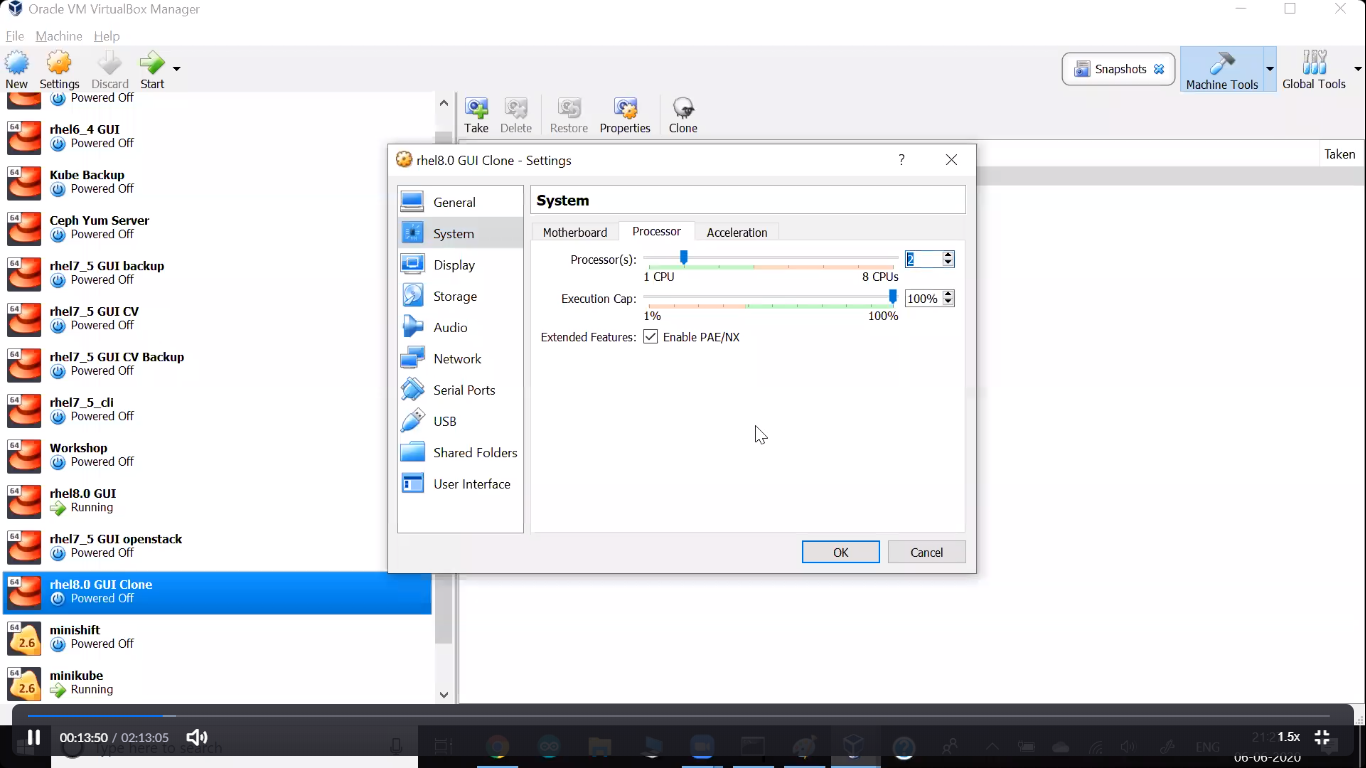 Oracle VM VirtualBox Manager
File Machine Help
New Settings Discard Start
Snapshots
Machine Tools
Global Tools
Powered Off
64 rhel6_4 GUI
Powered Off
64 Kube Backup
Powered Off
64 Ceph Yum Server
Powered Off
64 rhel7_5 GUI backup
Powered Off
64 rhel7_5 GUI CV
Powered Off
64 rhel7_5 GUI CV Backup
Powered Off
64 rhel7_5_cli
Powered Off
64 Workshop
Powered Off
64 rhel8.0 GUI
Running
64 rhel7_5 GUI openstack
Powered Off
64 rhel8.0 GUI Clone
Powered Off
64 minishift
2.6 Powered Off
64 minikube
2.6 Running
Take Delete Restore Properties Clone
Taken
rhel8.0 GUI Clone - Settings
?
General
System
Display
Storage
Audio
Network
Serial Ports
USB
Shared Folders
User Interface
System
Motherboard Processor Acceleration
Processor(s): 2
1 CPU 8 CPUs
Execution Cap: 100%
1% 100%
Extended Features: Enable PAE/NX
OK Cancel
00:13:50 / 02:13:05
Type here to search
ENG
1.5x
06-06-2020